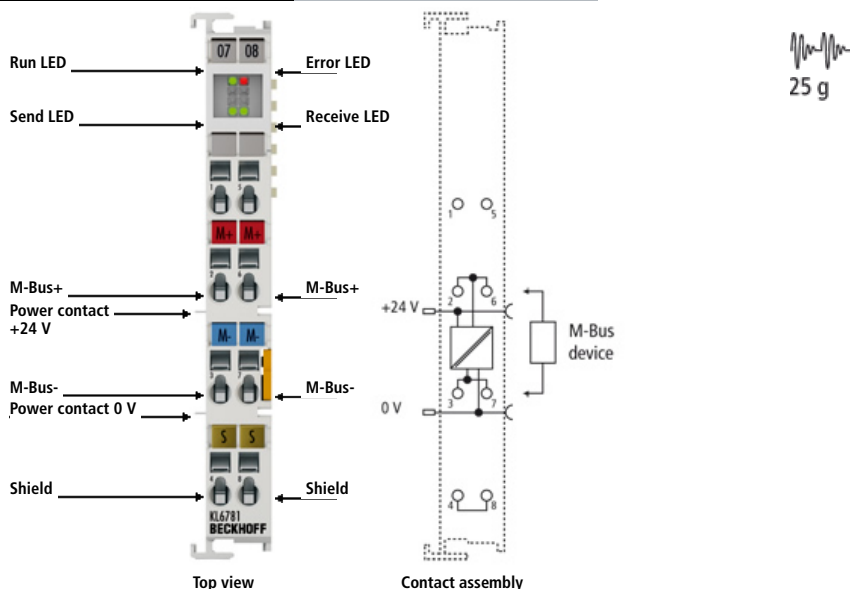 07 08
Run LED
Error LED
25 g
Send LED
Receive LED
1 5
1 5
M+ M+
2 6
2 6
M-Bus+
M-Bus+
Power contact
+24 V
+24 V
M- M-
M-Bus
device
3 7
3 7
M-Bus-
M-Bus-
Power contact 0 V
0 V
S S
4 8
4 8
Shield
Shield
KL6781
BECKHOFF
Top view
Contact assembly